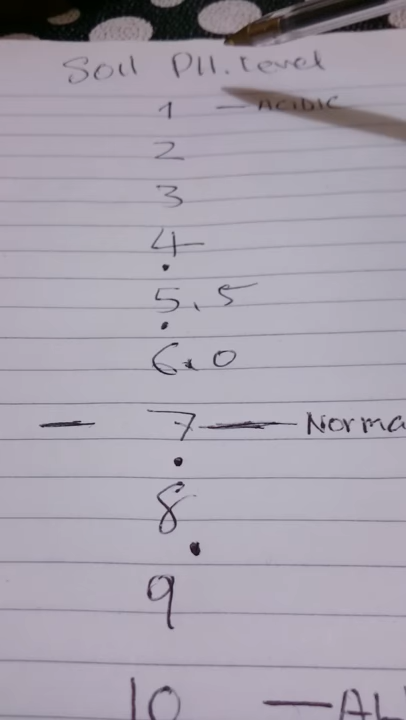 Soil PH. Level
1 — ACIDIC
2
3
4
.
5.5
.
6.0
— 7 — Norma
.
8
.
9
10 — AL